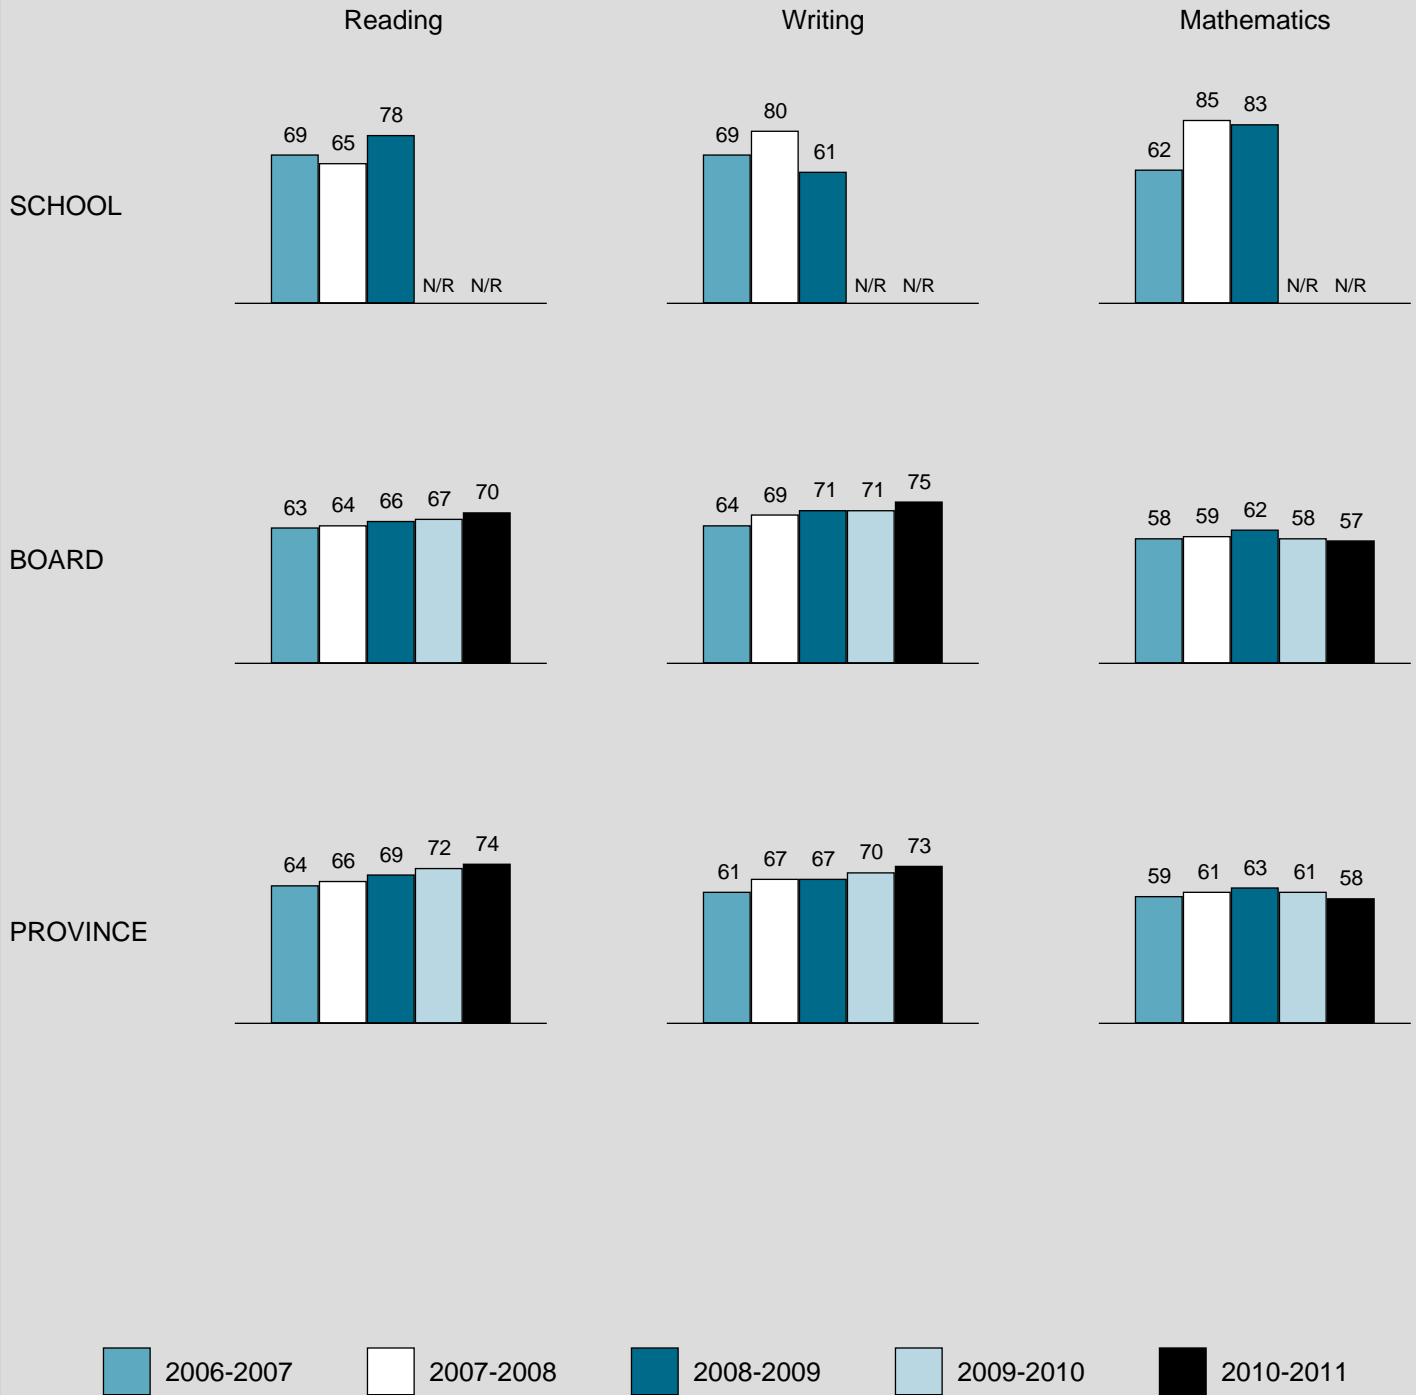 Reading Writing Mathematics
SCHOOL
69 65 78 N/R N/R
69 80 61 N/R N/R
62 85 83 N/R N/R
BOARD
63 64 66 67 70
64 69 71 71 75
58 59 62 58 57
PROVINCE
64 66 69 72 74
61 67 67 70 73
59 61 63 61 58
2006-2007 2007-2008 2008-2009 2009-2010 2010-2011